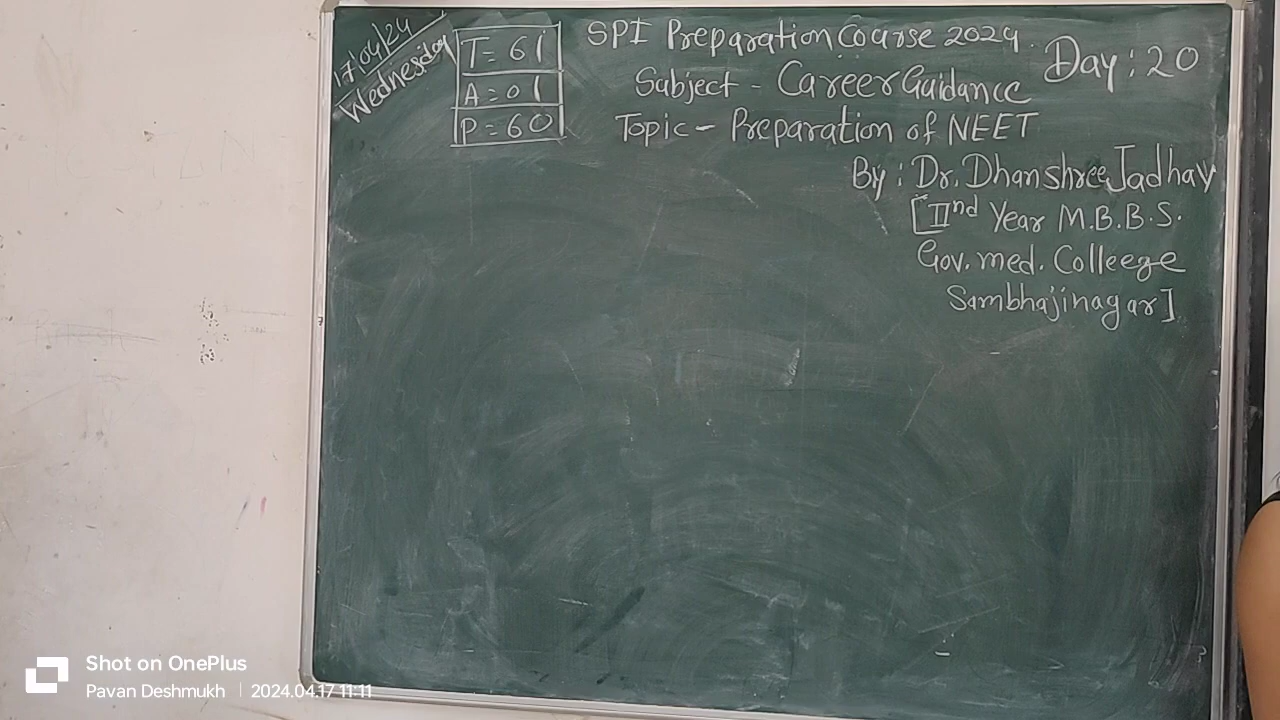 17/04/24
Wednesday
T = 61
A = 01
P = 60
SPI Preparation Course 2024.
Day : 20
Subject - Career Guidance
Topic - Preparation of NEET
By : Dr. Dhanshree Jadhav
[IInd Year M.B.B.S.
Gov. med. Colleege
Sambhajinagar]
Shot on OnePlus
Pavan Deshmukh | 2024.04.17 11:11